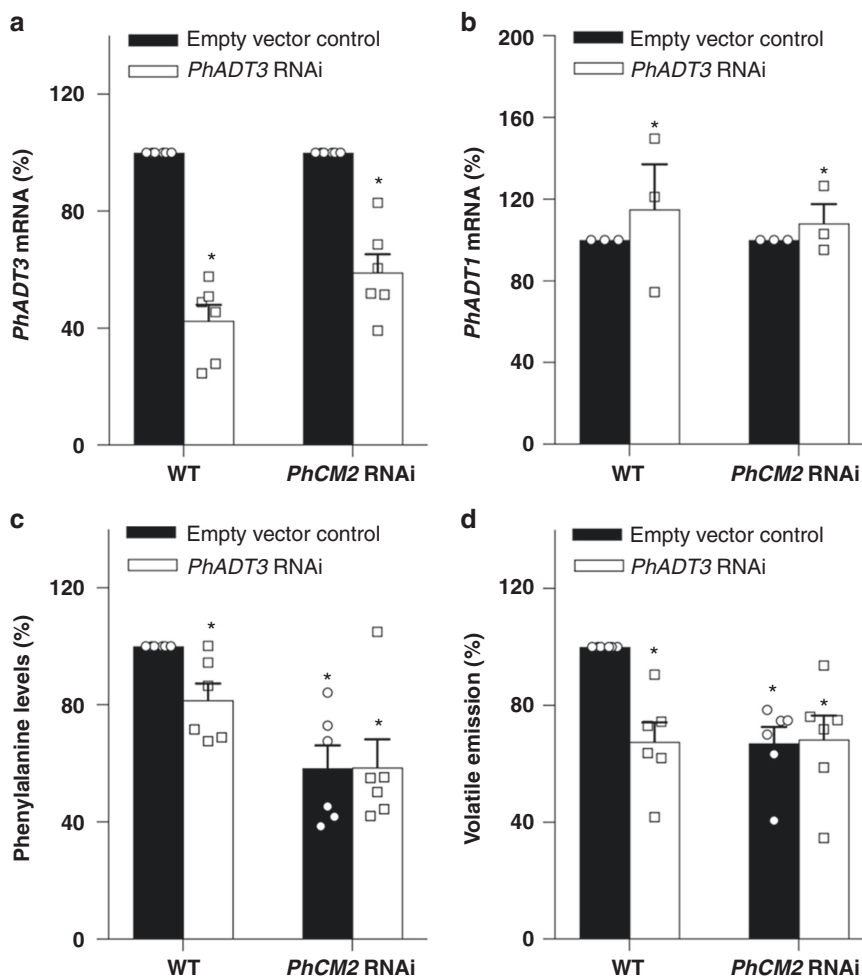 a
Empty vector control
PhADT3 RNAi
PhADT3 mRNA (%)
120
80
40
0
*
*
WT
PhCM2 RNAi
b
Empty vector control
PhADT3 RNAi
PhADT1 mRNA (%)
200
160
120
80
40
0
*
*
WT
PhCM2 RNAi
c
Empty vector control
PhADT3 RNAi
Phenylalanine levels (%)
120
80
40
0
*
*
*
WT
PhCM2 RNAi
d
Empty vector control
PhADT3 RNAi
Volatile emission (%)
120
80
40
0
*
*
*
WT
PhCM2 RNAi